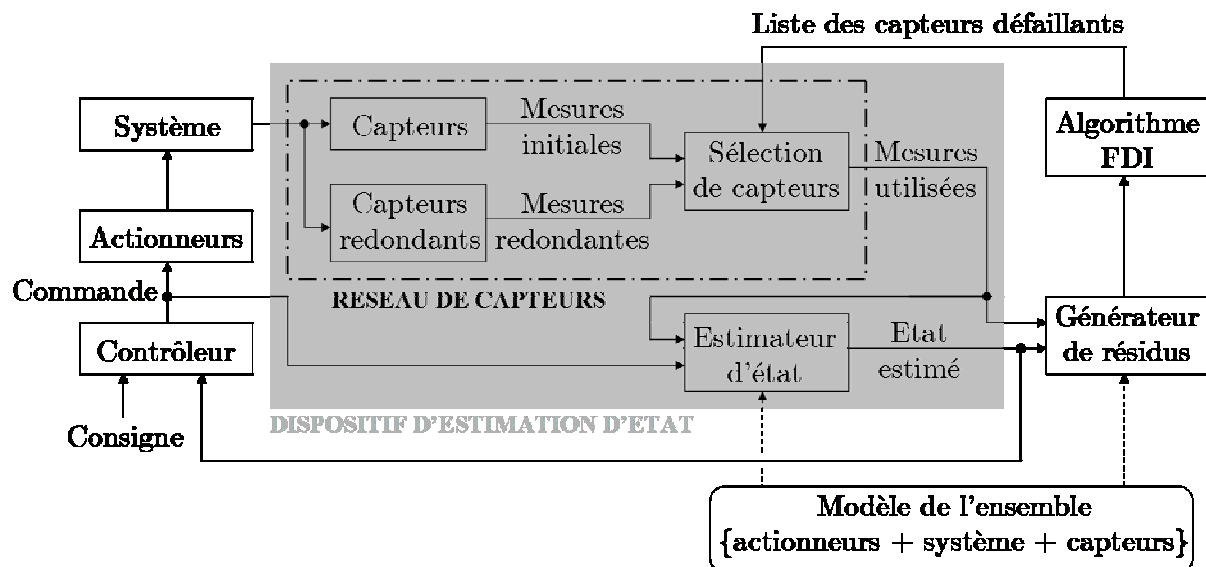 Liste des capteurs défaillants
Système
Capteurs
Mesures
initiales
Sélection
de capteurs
Mesures
utilisées
Algorithme
FDI
Capteurs
redondants
Mesures
redondantes
Actionneurs
Commande
RESEAU DE CAPTEURS
Contrôleur
Estimateur
d'état
Etat
estimé
Générateur
de résidus
Consigne
DISPOSITIF D'ESTIMATION D'ETAT
Modèle de l'ensemble
{actionneurs + système + capteurs}